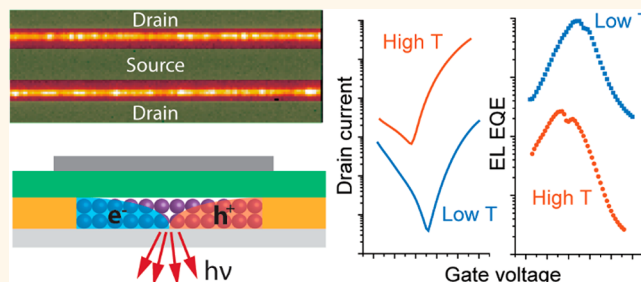 Drain
Source
Drain
e⁻
h⁺
hν
Drain current
High T
Low T
EL EQE
Low T
High T
Gate voltage